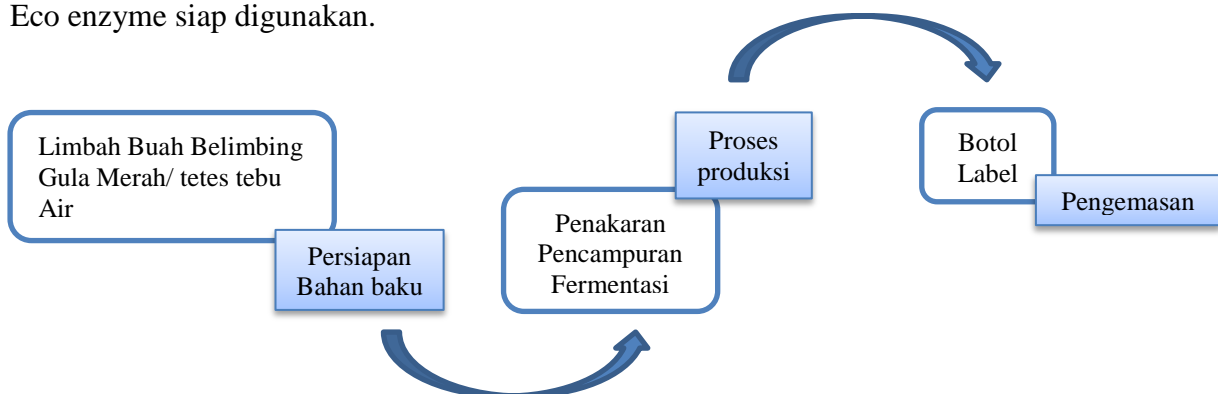 Eco enzyme siap digunakan.
Limbah Buah Belimbing
Gula Merah/ tetes tebu
Air
Persiapan
Bahan baku
Penakaran
Pencampuran
Fermentasi
Proses
produksi
Botol
Label
Pengemasan